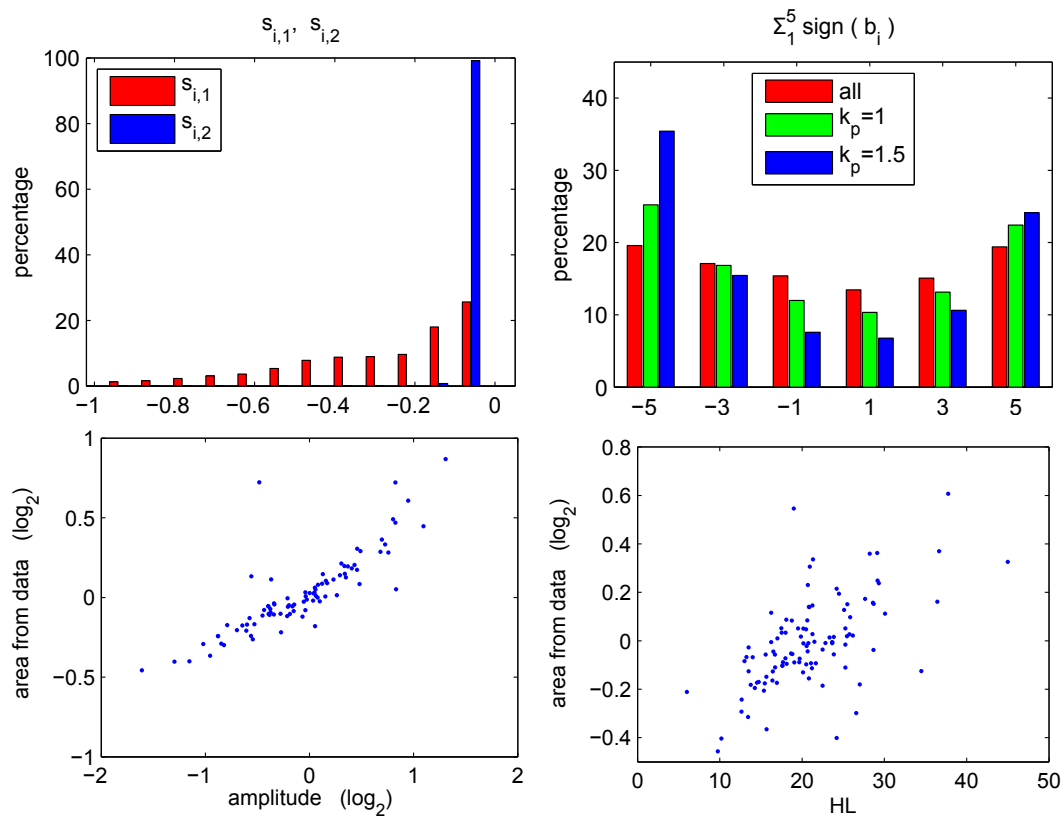 s_{i,1}, s_{i,2}
100
80
60
40
20
0
percentage
s_{i,1}
s_{i,2}
−1 −0.8 −0.6 −0.4 −0.2 0
Σ_1^5 sign ( b_i )
40
30
20
10
0
percentage
all
k_p=1
k_p=1.5
−5 −3 −1 1 3 5
1
0.5
0
−0.5
−1
area from data (log_2)
−2 −1 0 1 2
amplitude (log_2)
0.8
0.6
0.4
0.2
0
−0.2
−0.4
area from data (log_2)
0 10 20 30 40 50
HL